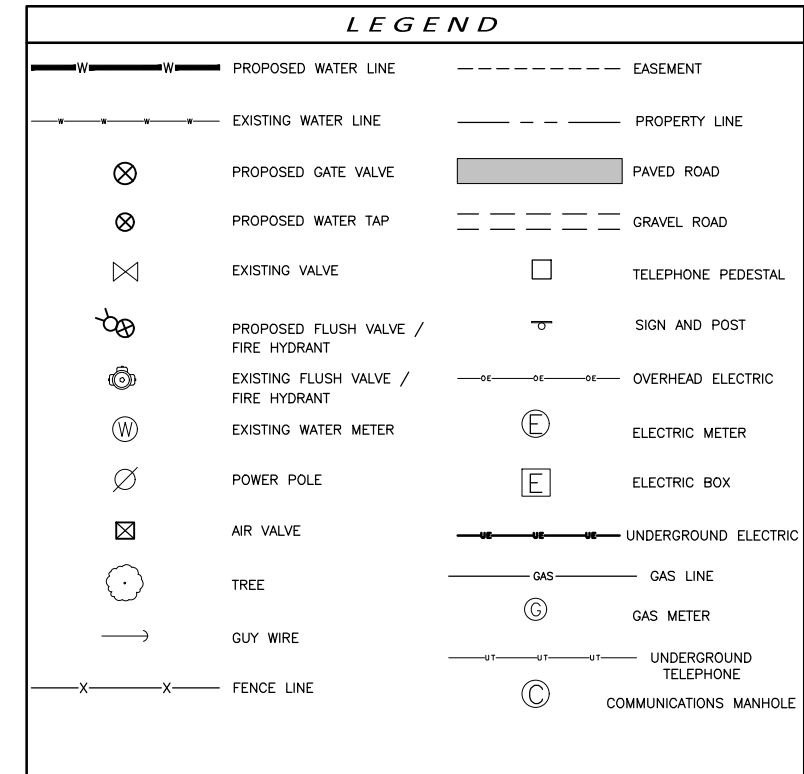 LEGEND
W W PROPOSED WATER LINE
W W W W EXISTING WATER LINE
PROPOSED GATE VALVE
PROPOSED WATER TAP
EXISTING VALVE
PROPOSED FLUSH VALVE /
FIRE HYDRANT
EXISTING FLUSH VALVE /
FIRE HYDRANT
W EXISTING WATER METER
POWER POLE
AIR VALVE
TREE
GUY WIRE
X X FENCE LINE
EASEMENT
PROPERTY LINE
PAVED ROAD
GRAVEL ROAD
TELEPHONE PEDESTAL
SIGN AND POST
OE OE OE OVERHEAD ELECTRIC
E ELECTRIC METER
E ELECTRIC BOX
UE UE UE UNDERGROUND ELECTRIC
GAS GAS LINE
G GAS METER
UT UT UT UNDERGROUND
TELEPHONE
C COMMUNICATIONS MANHOLE